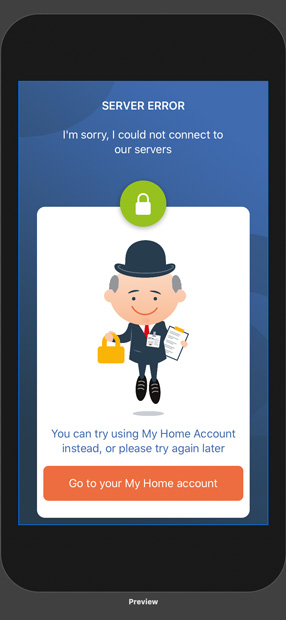 SERVER ERROR
I'm sorry, I could not connect to
our servers
You can try using My Home Account
instead, or please try again later
Go to your My Home account
Preview